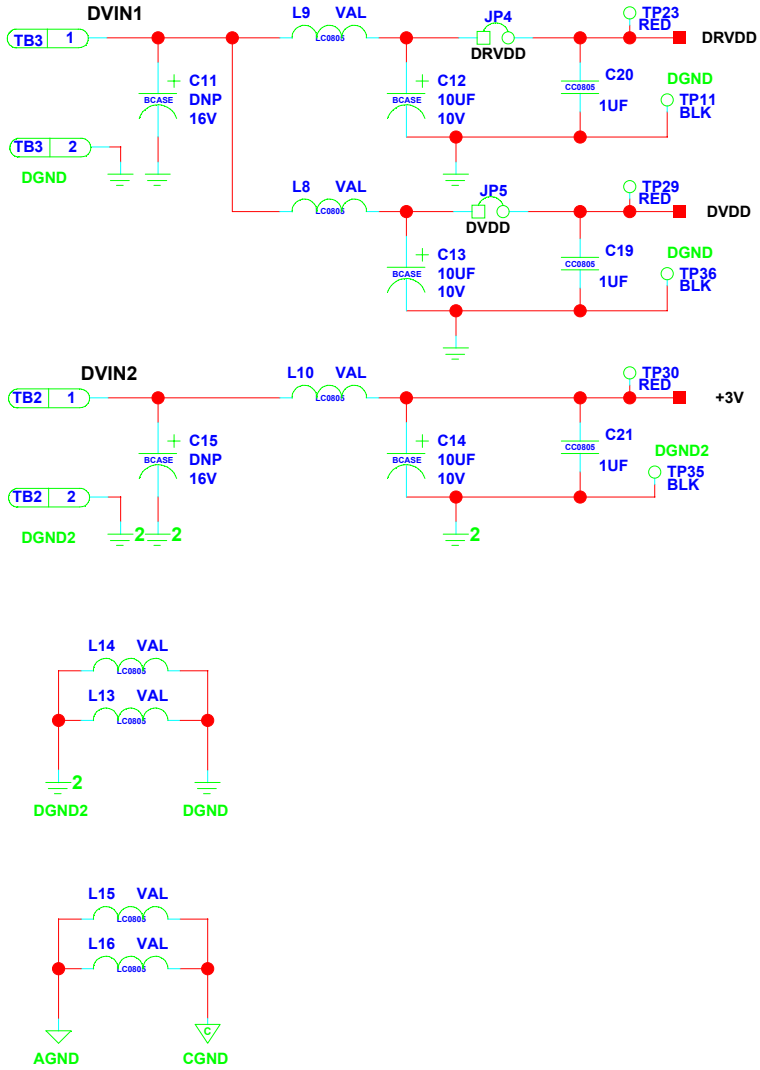 DVIN1
TB3 1
L9 VAL
LC0805
JP4
DRVDD
TP23
RED
DRVDD
C11
DNP
16V
BCASE
C12
10UF
10V
BCASE
C20
1UF
CC0805
DGND
TP11
BLK
TB3 2
DGND
L8 VAL
LC0805
JP5
DVDD
TP29
RED
DVDD
C13
10UF
10V
BCASE
C19
1UF
CC0805
DGND
TP36
BLK
DVIN2
TB2 1
L10 VAL
LC0805
TP30
RED
+3V
C15
DNP
16V
BCASE
C14
10UF
10V
BCASE
C21
1UF
CC0805
DGND2
TP35
BLK
TB2 2
DGND2
2
2
2
L14 VAL
LC0805
L13 VAL
LC0805
2
DGND2
DGND
L15 VAL
LC0805
L16 VAL
LC0805
C
AGND
CGND